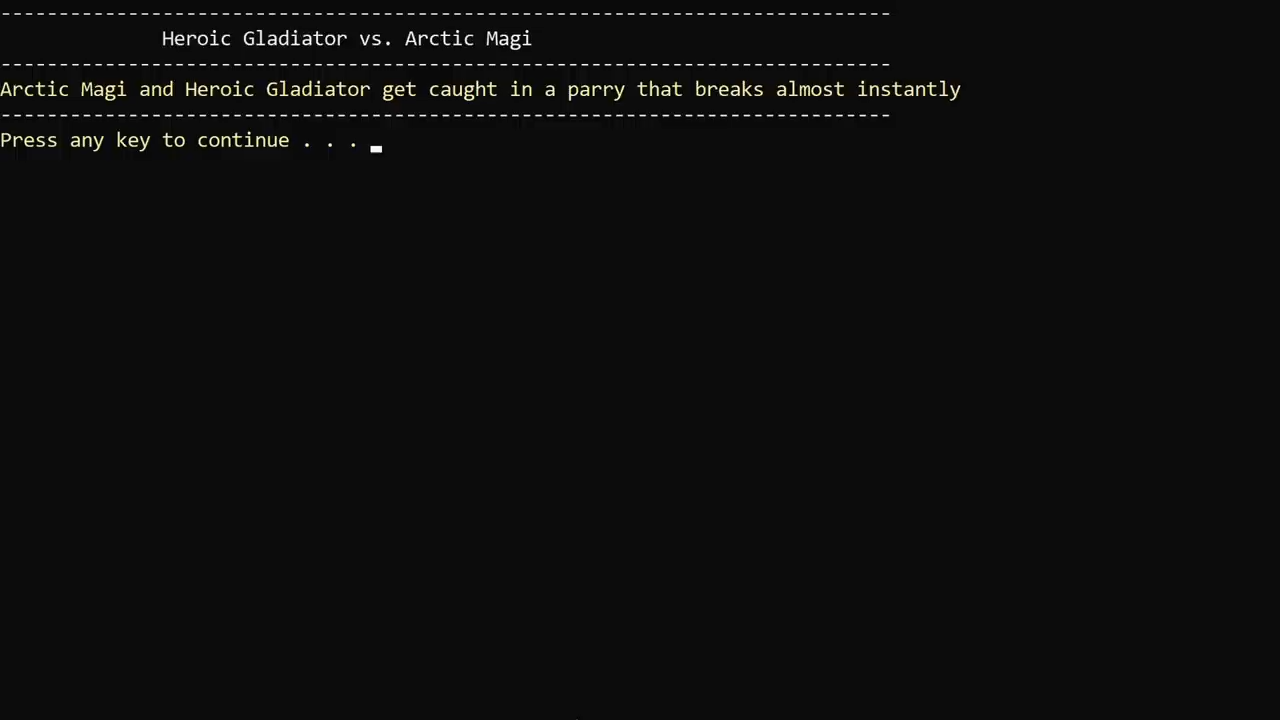 -----------------------------------------------------------------------------
Heroic Gladiator vs. Arctic Magi
-----------------------------------------------------------------------------
Arctic Magi and Heroic Gladiator get caught in a parry that breaks almost instantly
-----------------------------------------------------------------------------
Press any key to continue . . .